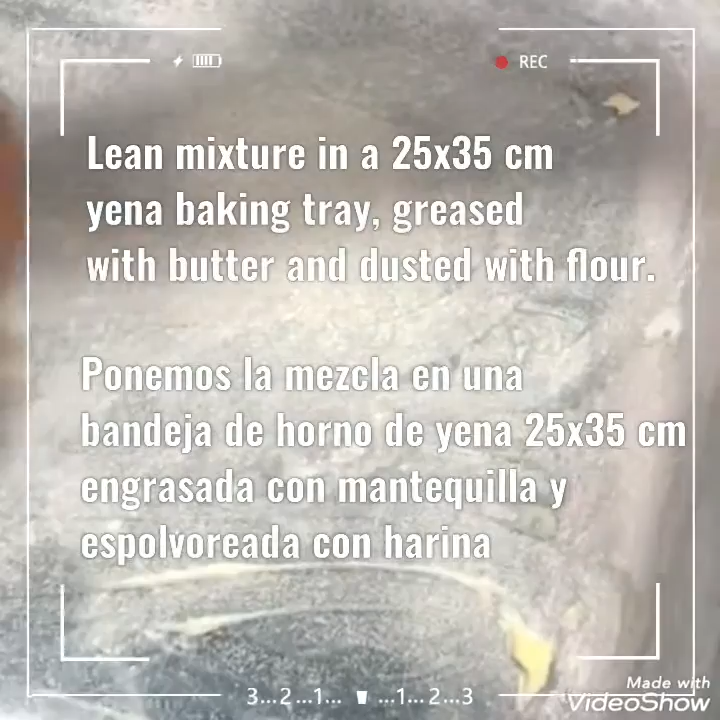 REC
Lean mixture in a 25x35 cm
yena baking tray, greased
with butter and dusted with flour.
Ponemos la mezcla en una
bandeja de horno de yena 25x35 cm
engrasada con mantequilla y
espolvoreada con harina
3...2...1... ...1...2...3
Made with
VideoShow